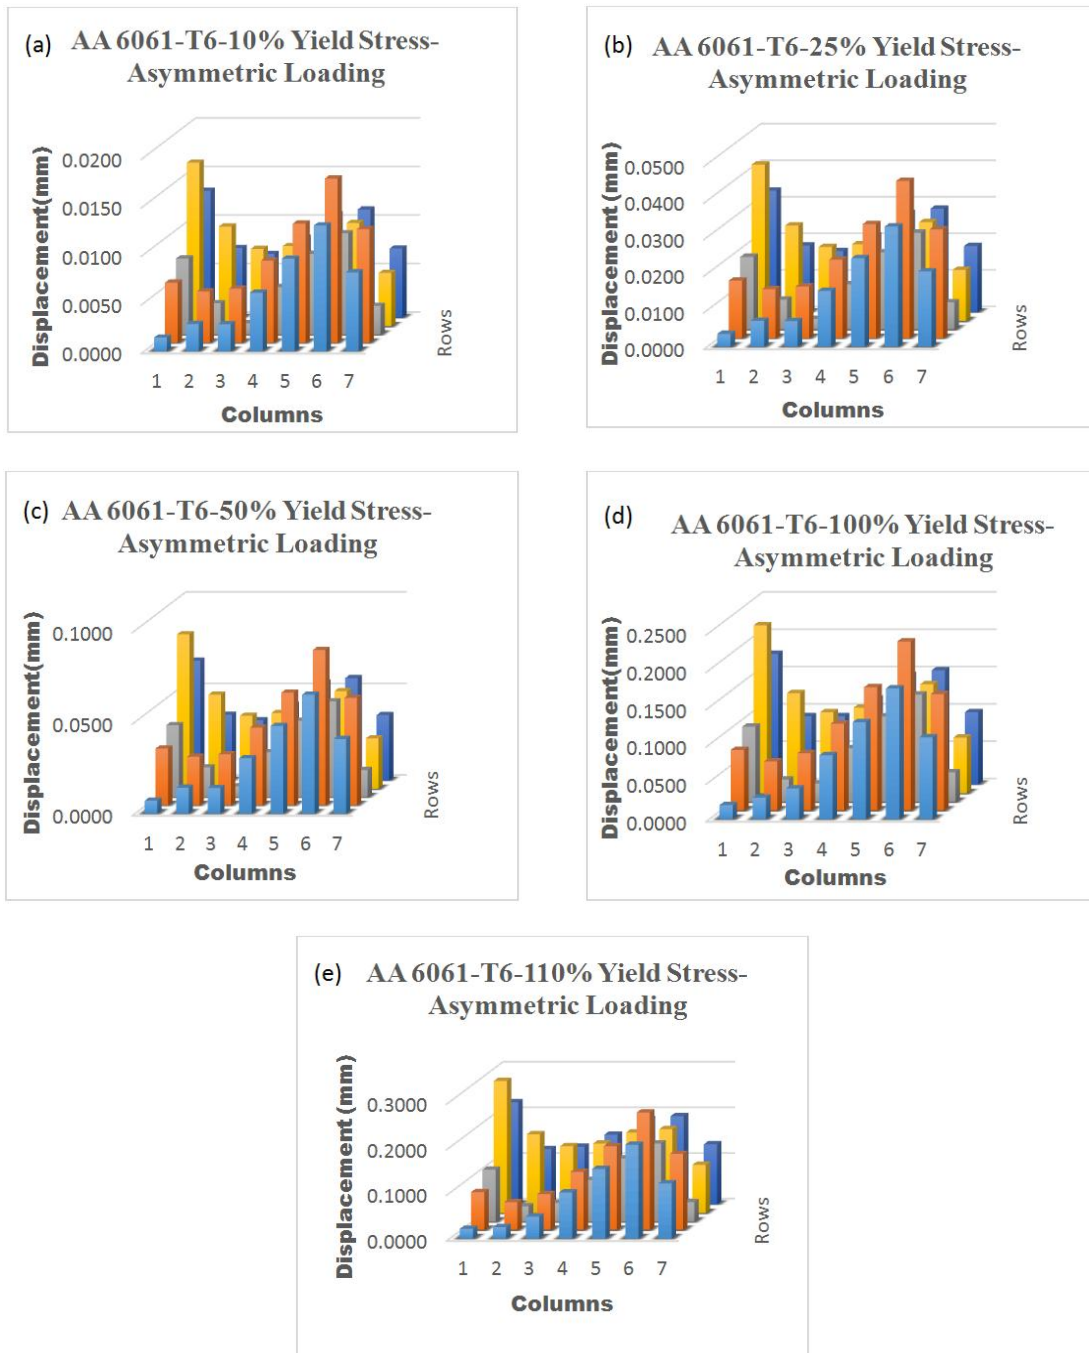 (a) AA 6061-T6-10% Yield Stress-
Asymmetric Loading
Displacement(mm)
0.0200
0.0150
0.0100
0.0050
0.0000
1 2 3 4 5 6 7
Columns
Rows
(b) AA 6061-T6-25% Yield Stress-
Asymmetric Loading
Displacement(mm)
0.0500
0.0400
0.0300
0.0200
0.0100
0.0000
1 2 3 4 5 6 7
Columns
Rows
(c) AA 6061-T6-50% Yield Stress-
Asymmetric Loading
Displacement(mm)
0.1000
0.0500
0.0000
1 2 3 4 5 6 7
Columns
Rows
(d) AA 6061-T6-100% Yield Stress-
Asymmetric Loading
Displacement(mm)
0.2500
0.2000
0.1500
0.1000
0.0500
0.0000
1 2 3 4 5 6 7
Columns
Rows
(e) AA 6061-T6-110% Yield Stress-
Asymmetric Loading
Displacement (mm)
0.3000
0.2000
0.1000
0.0000
1 2 3 4 5 6 7
Columns
Rows